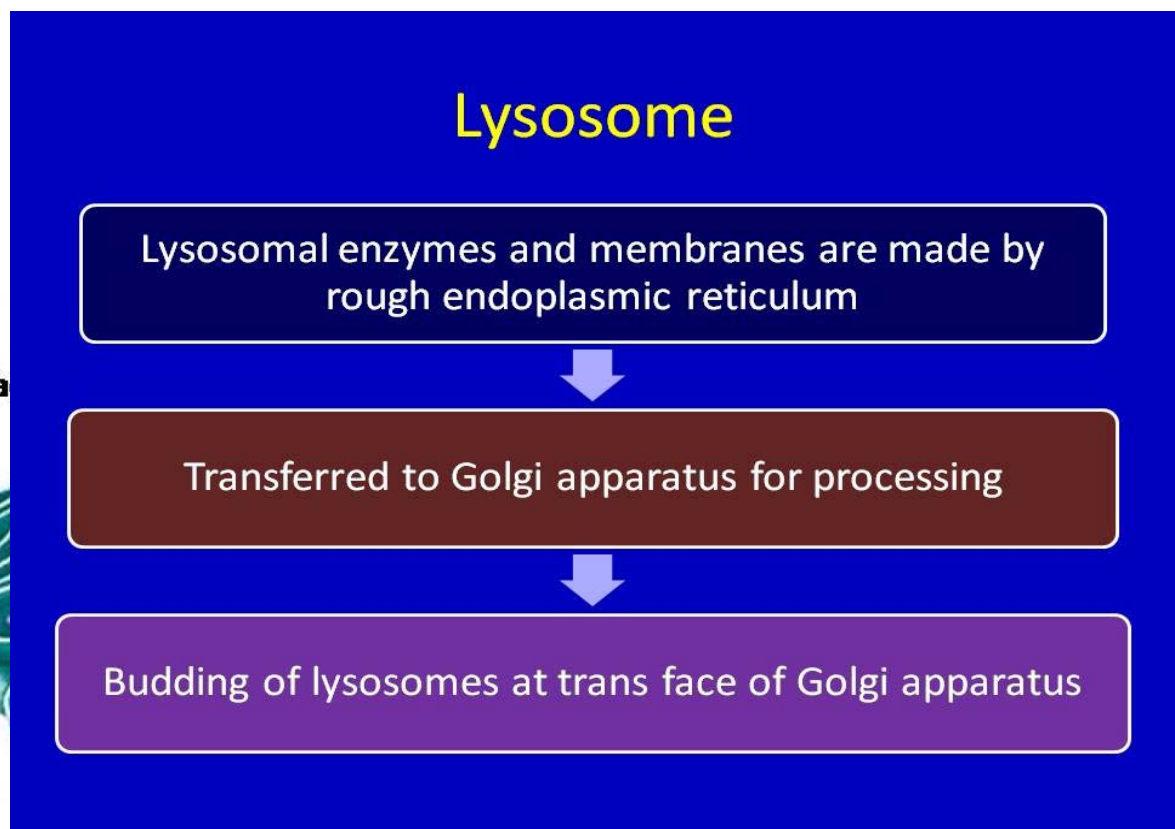 Lysosome
Lysosomal enzymes and membranes are made by
rough endoplasmic reticulum
Transferred to Golgi apparatus for processing
Budding of lysosomes at trans face of Golgi apparatus